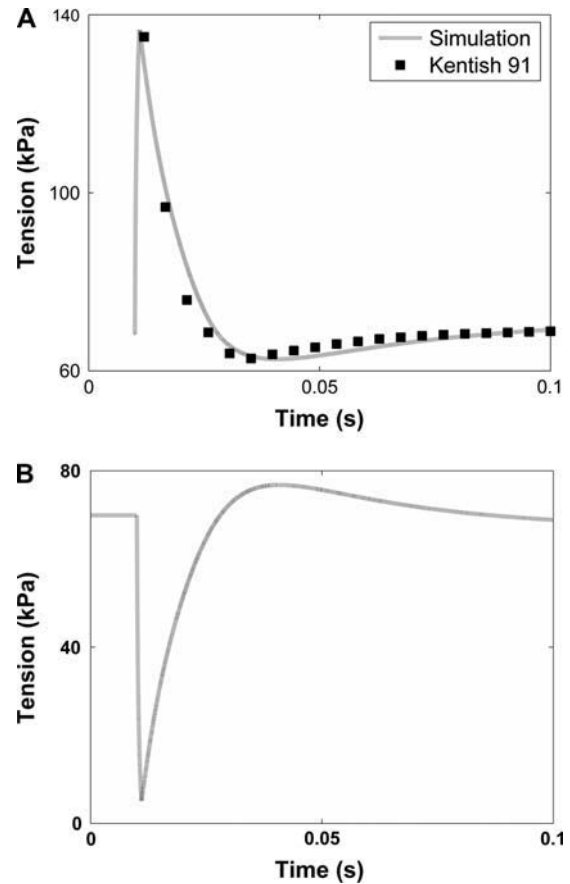 A
140
Simulation
Kentish 91
100
Tension (kPa)
60
0
0.05
0.1
Time (s)
B
80
Tension (kPa)
40
0
0
0.05
0.1
Time (s)